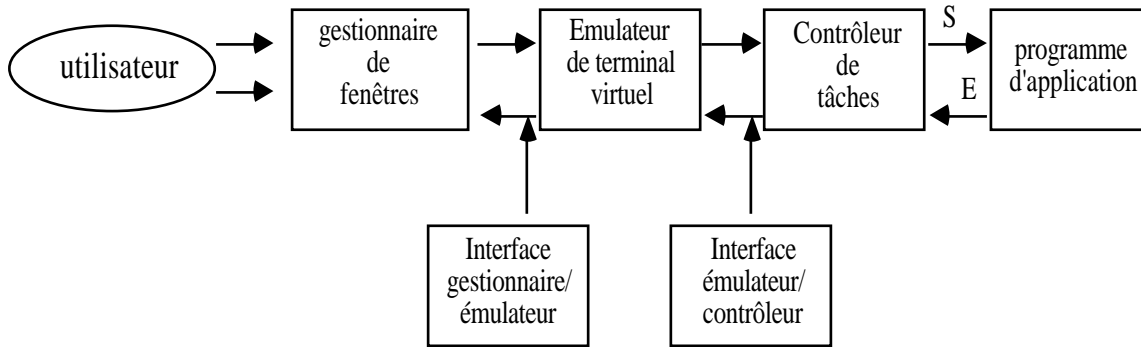 utilisateur
gestionnaire
de
fenêtres
Emulateur
de terminal
virtuel
Contrôleur
de
tâches
S
E
programme
d'application
Interface
gestionnaire/
émulateur
Interface
émulateur/
contrôleur